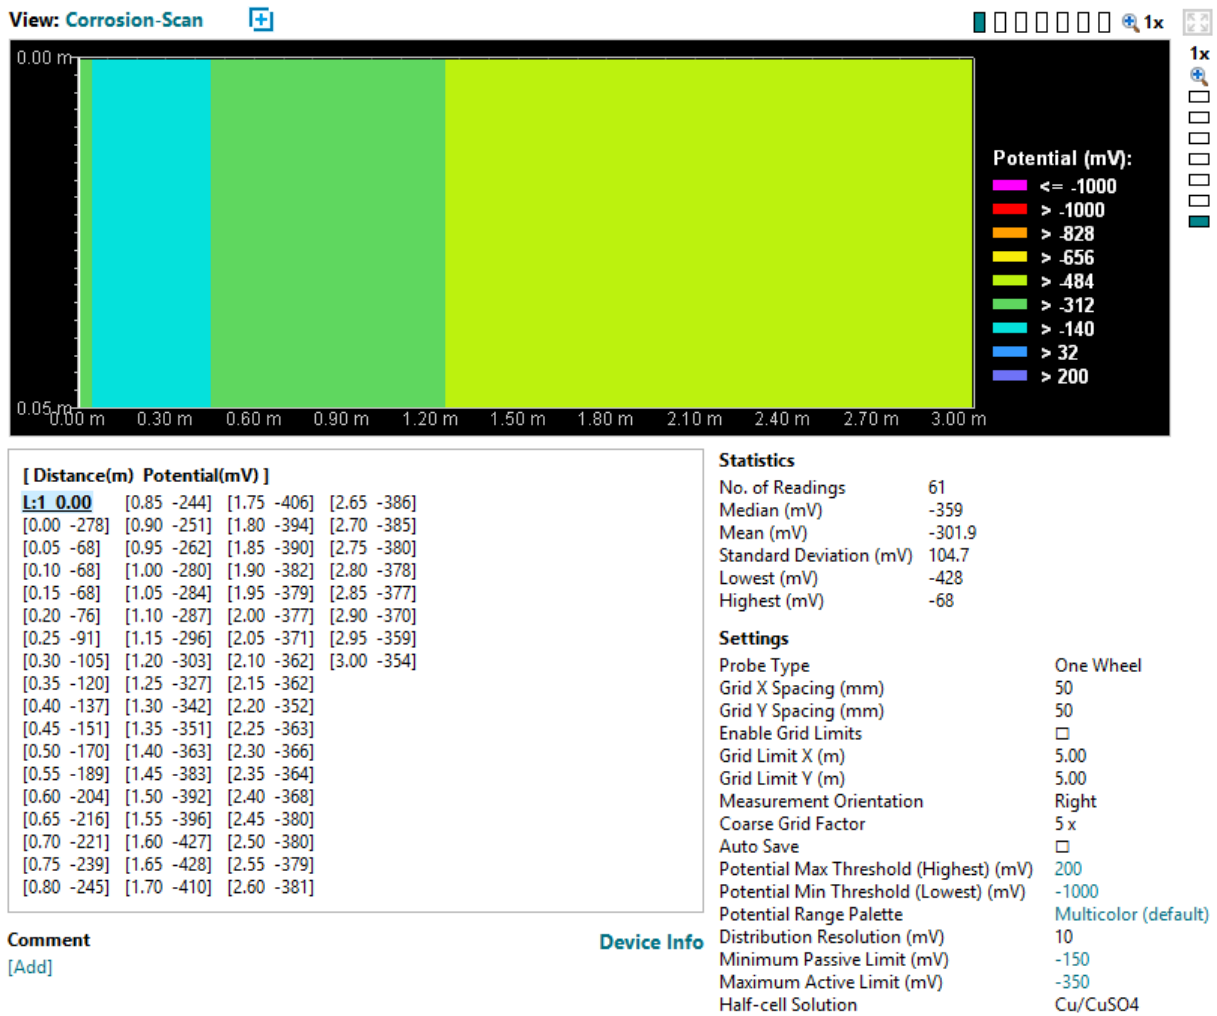 View: Corrosion-Scan
1x
1x
0.00 m
0.05 m
0.00 m 0.30 m 0.60 m 0.90 m 1.20 m 1.50 m 1.80 m 2.10 m 2.40 m 2.70 m 3.00 m
Potential (mV):
<= -1000
> -1000
> -828
> -656
> -484
> -312
> -140
> 32
> 200
[ Distance(m) Potential(mV) ]
L:1 0.00 [0.85 -244] [1.75 -406] [2.65 -386]
[0.00 -278] [0.90 -251] [1.80 -394] [2.70 -385]
[0.05 -68] [0.95 -262] [1.85 -390] [2.75 -380]
[0.10 -68] [1.00 -280] [1.90 -382] [2.80 -378]
[0.15 -68] [1.05 -284] [1.95 -379] [2.85 -377]
[0.20 -76] [1.10 -287] [2.00 -377] [2.90 -370]
[0.25 -91] [1.15 -296] [2.05 -371] [2.95 -359]
[0.30 -105] [1.20 -303] [2.10 -362] [3.00 -354]
[0.35 -120] [1.25 -327] [2.15 -362]
[0.40 -137] [1.30 -342] [2.20 -352]
[0.45 -151] [1.35 -351] [2.25 -363]
[0.50 -170] [1.40 -363] [2.30 -366]
[0.55 -189] [1.45 -383] [2.35 -364]
[0.60 -204] [1.50 -392] [2.40 -368]
[0.65 -216] [1.55 -396] [2.45 -380]
[0.70 -221] [1.60 -427] [2.50 -380]
[0.75 -239] [1.65 -428] [2.55 -379]
[0.80 -245] [1.70 -410] [2.60 -381]
Comment
[Add]
Device Info
Statistics
No. of Readings 61
Median (mV) -359
Mean (mV) -301.9
Standard Deviation (mV) 104.7
Lowest (mV) -428
Highest (mV) -68
Settings
Probe Type One Wheel
Grid X Spacing (mm) 50
Grid Y Spacing (mm) 50
Enable Grid Limits
Grid Limit X (m) 5.00
Grid Limit Y (m) 5.00
Measurement Orientation Right
Coarse Grid Factor 5 x
Auto Save
Potential Max Threshold (Highest) (mV) 200
Potential Min Threshold (Lowest) (mV) -1000
Potential Range Palette Multicolor (default)
Distribution Resolution (mV) 10
Minimum Passive Limit (mV) -150
Maximum Active Limit (mV) -350
Half-cell Solution Cu/CuSO4